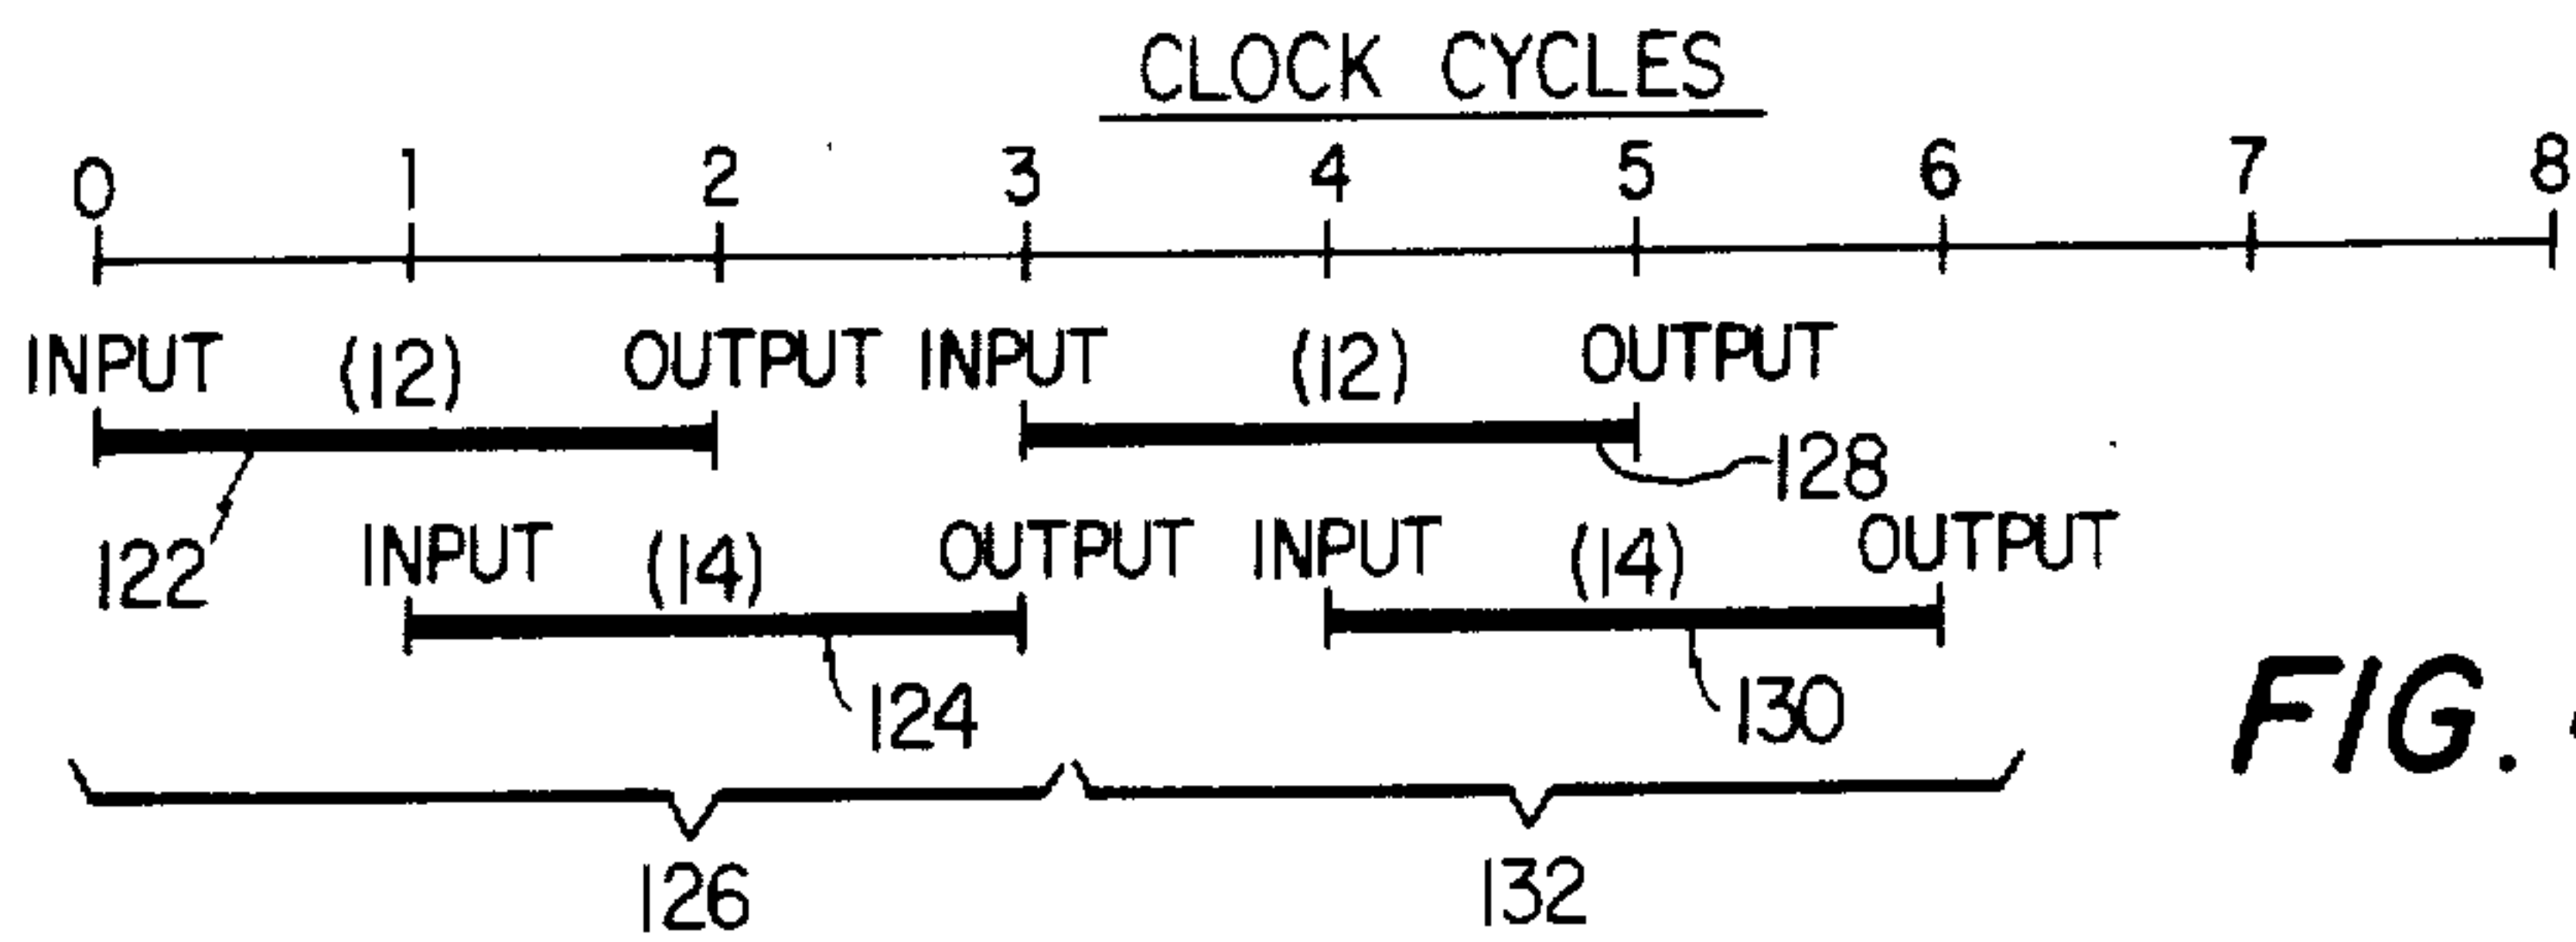 CLOCK CYCLES
0 1 2 3 4 5 6 7 8
INPUT (12) OUTPUT INPUT (12) OUTPUT
128
122 INPUT (14) OUTPUT INPUT (14) OUTPUT
124 130
FIG.
126 132